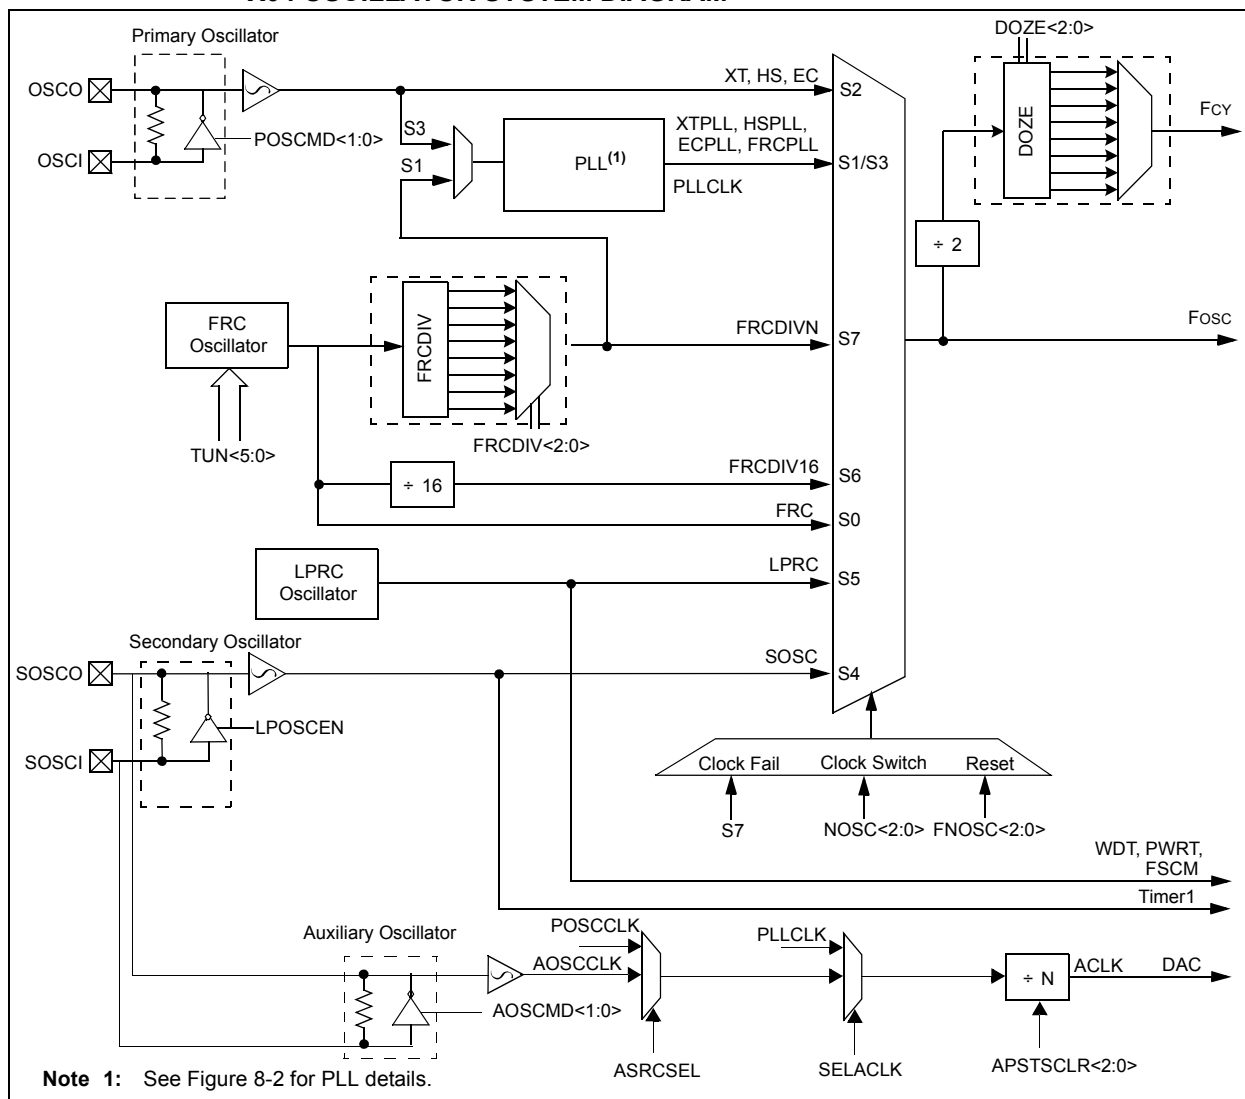 DOZE<2:0>
Primary Oscillator
OSCO
OSCI
POSCMD<1:0>
XT, HS, EC
S2
S3
S1
PLL(1)
XTPLL, HSPLL,
ECPLL, FRCPLL
PLLCLK
S1/S3
DOZE
FCY
÷ 2
FRC
Oscillator
TUN<5:0>
FRCDIV
FRCDIV<2:0>
FRCDIVN
S7
FOSC
÷ 16
FRCDIV16
S6
FRC
S0
LPRC
Oscillator
LPRC
S5
Secondary Oscillator
SOSCO
SOSCI
LPOSCEN
SOSC
S4
Clock Fail
Clock Switch
Reset
S7
NOSC<2:0>
FNOSC<2:0>
WDT, PWRT,
FSCM
Timer1
Auxiliary Oscillator
AOSCMD<1:0>
POSCCLK
AOSCCLK
ASRCSEL
PLLCLK
SELACLK
÷ N
APSTSCLR<2:0>
ACLK
DAC
Note 1: See Figure 8-2 for PLL details.